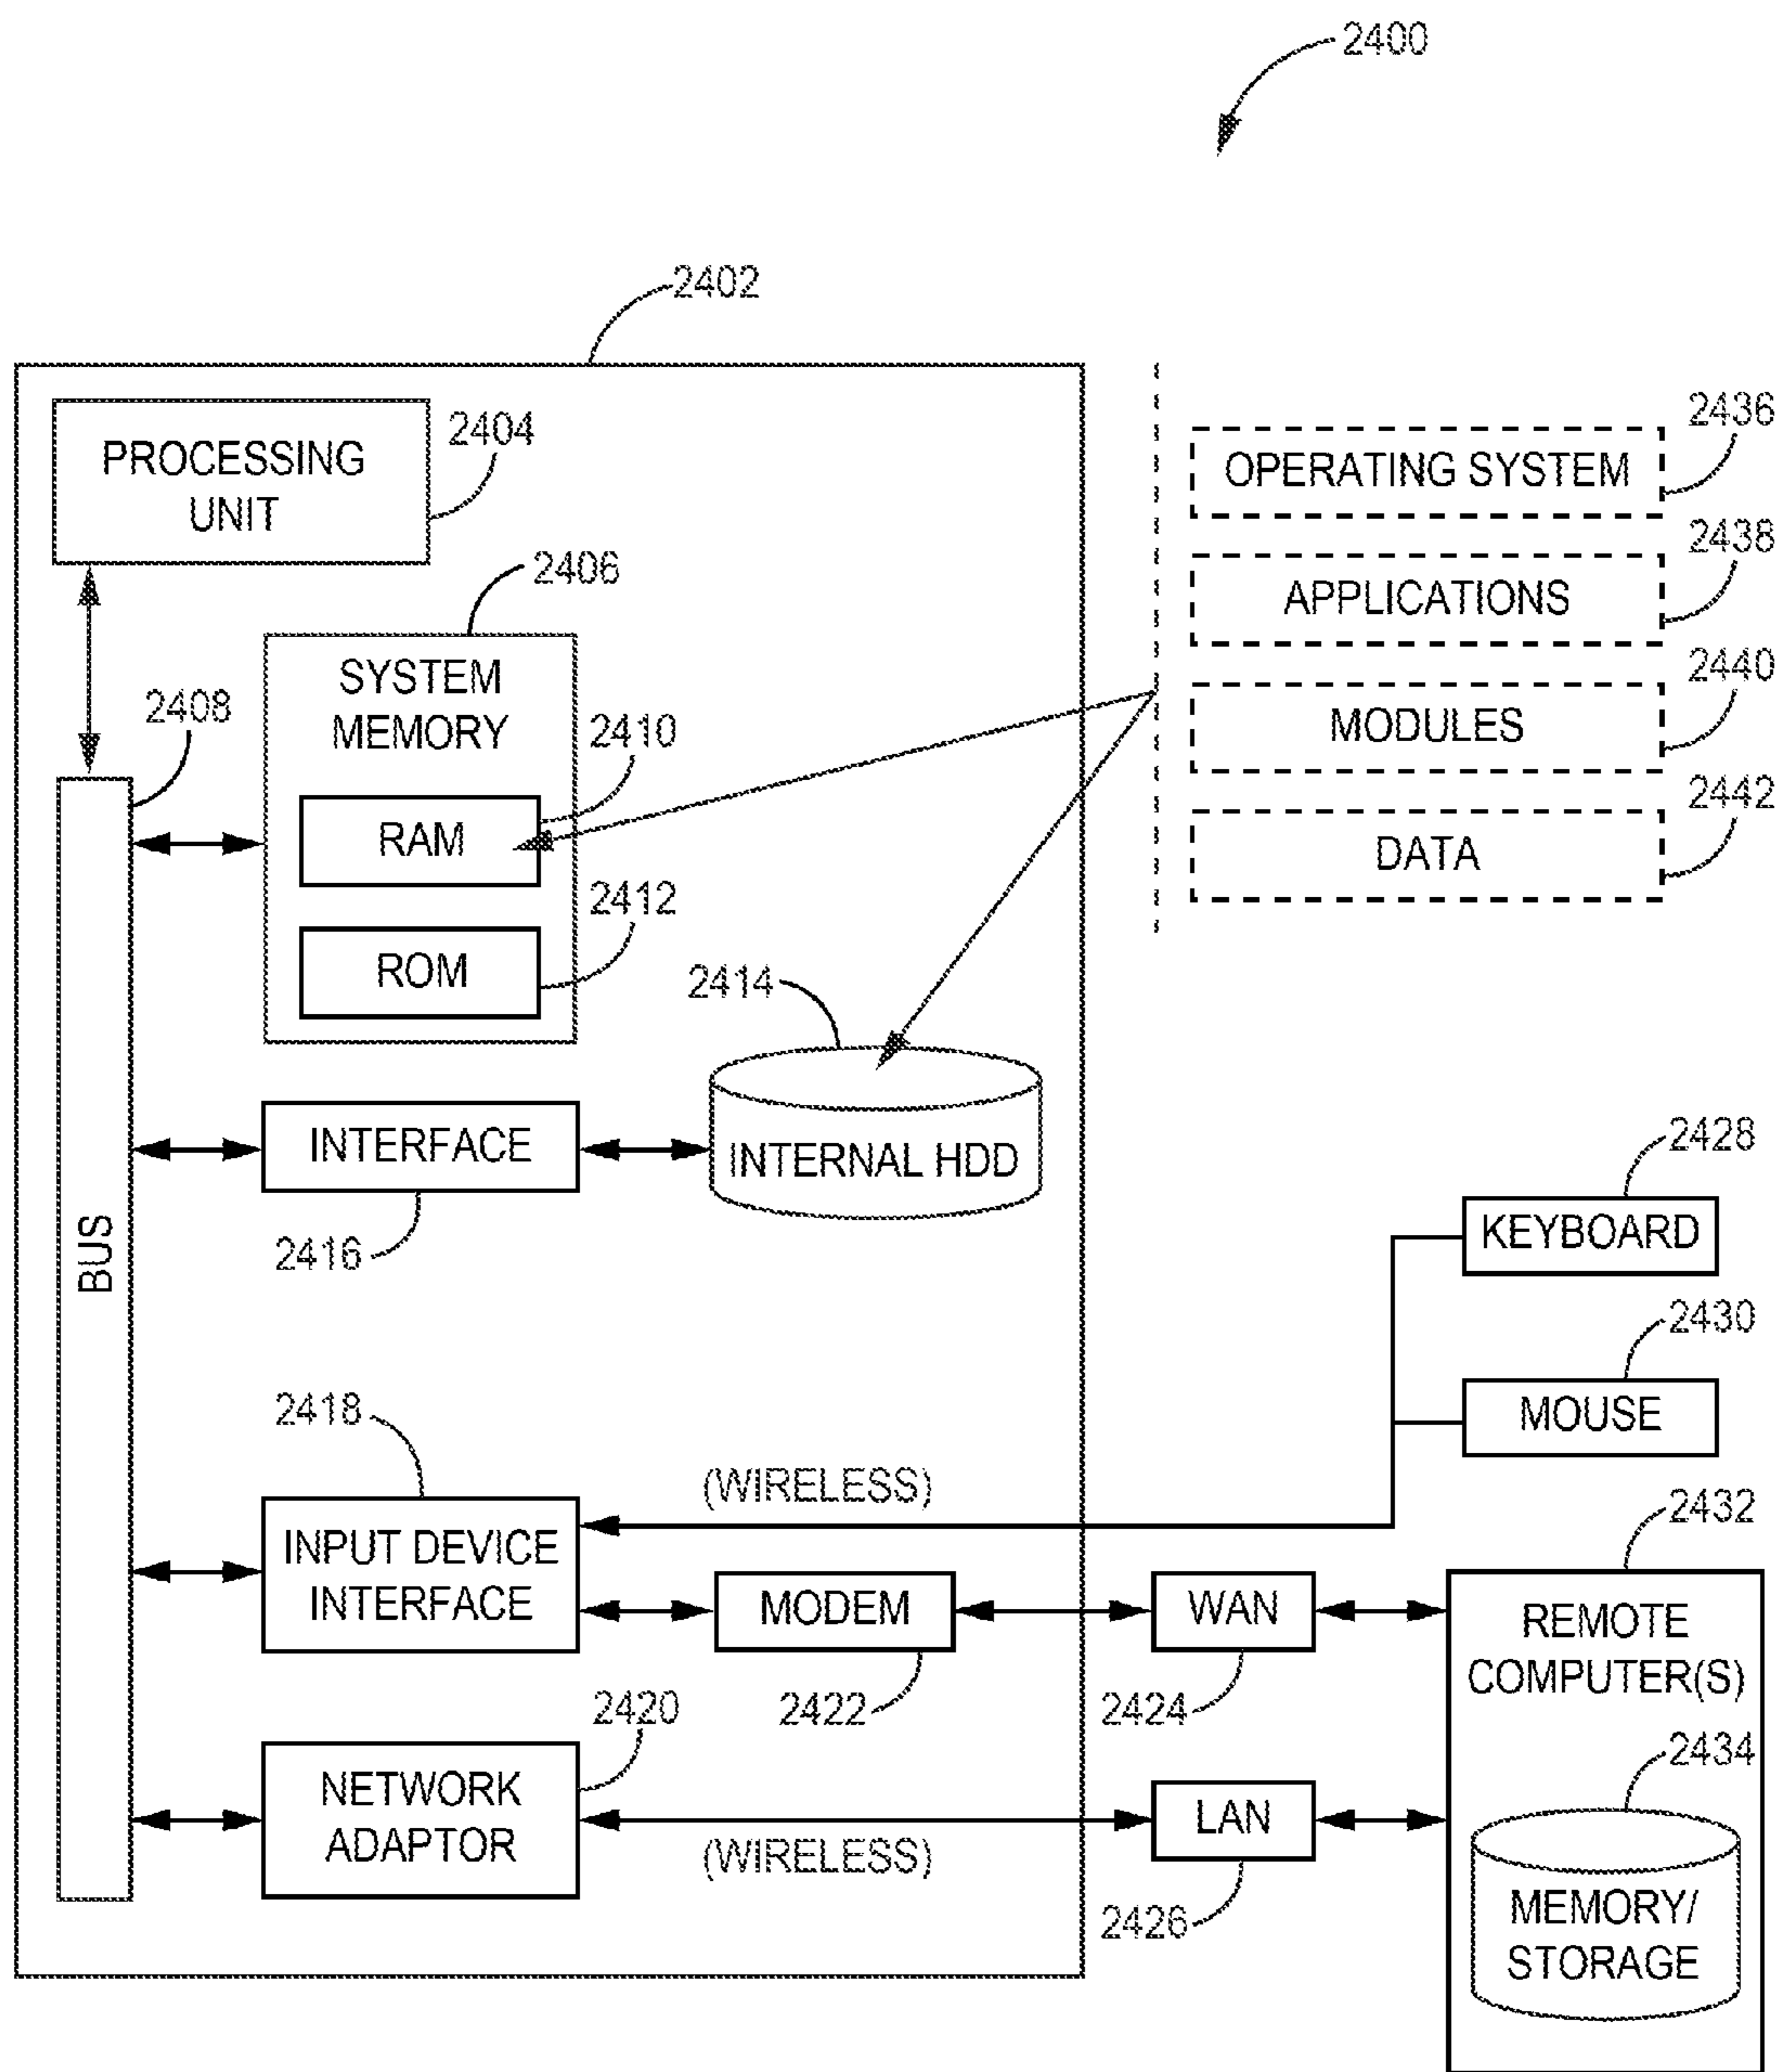 2400
2402
PROCESSING
UNIT
2404
2436
OPERATING SYSTEM
2438
APPLICATIONS
2406
SYSTEM
MEMORY
2440
MODULES
2408
2410
RAM
2442
DATA
2412
ROM
2414
INTERNAL HDD
INTERFACE
2416
BUS
2428
KEYBOARD
2430
MOUSE
2418
INPUT DEVICE
INTERFACE
(WIRELESS)
MODEM
2422
WAN
2424
2432
REMOTE
COMPUTER(S)
2420
NETWORK
ADAPTOR
(WIRELESS)
LAN
2426
2434
MEMORY/
STORAGE